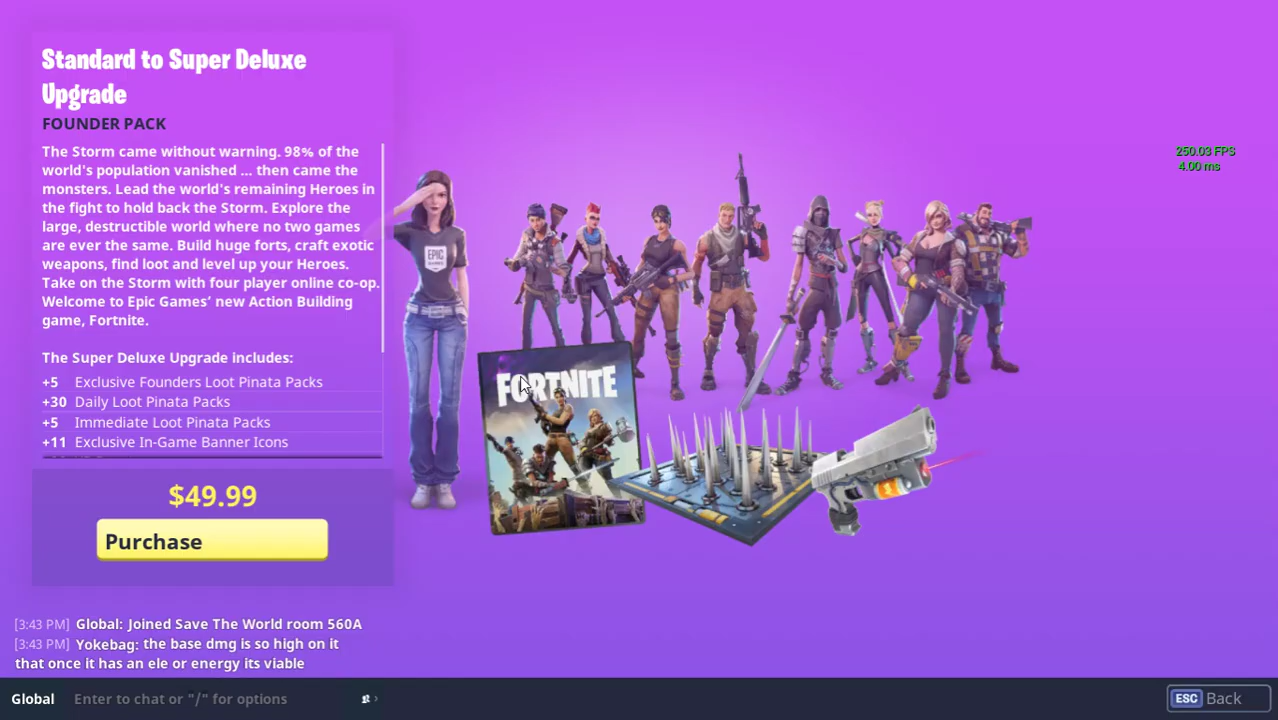 Standard to Super Deluxe
Upgrade
FOUNDER PACK
The Storm came without warning. 98% of the
world's population vanished ... then came the
monsters. Lead the world's remaining Heroes in
the fight to hold back the Storm. Explore the
large, destructible world where no two games
are ever the same. Build huge forts, craft exotic
weapons, find loot and level up your Heroes.
Take on the Storm with four player online co-op.
Welcome to Epic Games' new Action Building
game, Fortnite.
The Super Deluxe Upgrade includes:
+5 Exclusive Founders Loot Pinata Packs
+30 Daily Loot Pinata Packs
+5 Immediate Loot Pinata Packs
+11 Exclusive In-Game Banner Icons
$49.99
Purchase
250.03 FPS
4.00 ms
EPIC
FORTNITE
[3:43 PM] Global: Joined Save The World room 560A
[3:43 PM] Yokebag: the base dmg is so high on it
that once it has an ele or energy its viable
Global Enter to chat or "/" for options
ESC Back